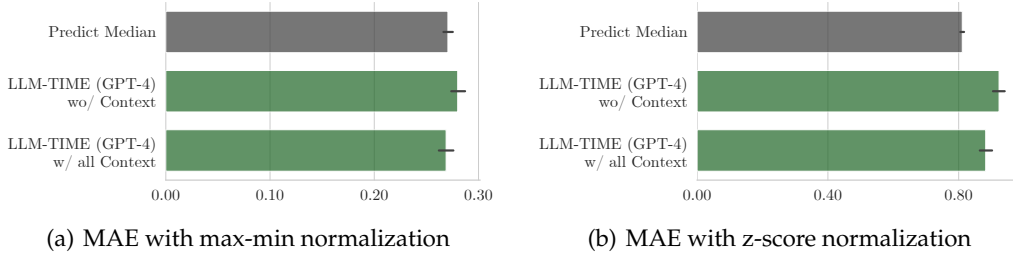 Predict Median
LLM-TIME (GPT-4)
wo/ Context
LLM-TIME (GPT-4)
w/ all Context
0.00 0.10 0.20 0.30
(a) MAE with max-min normalization
Predict Median
LLM-TIME (GPT-4)
wo/ Context
LLM-TIME (GPT-4)
w/ all Context
0.00 0.40 0.80
(b) MAE with z-score normalization